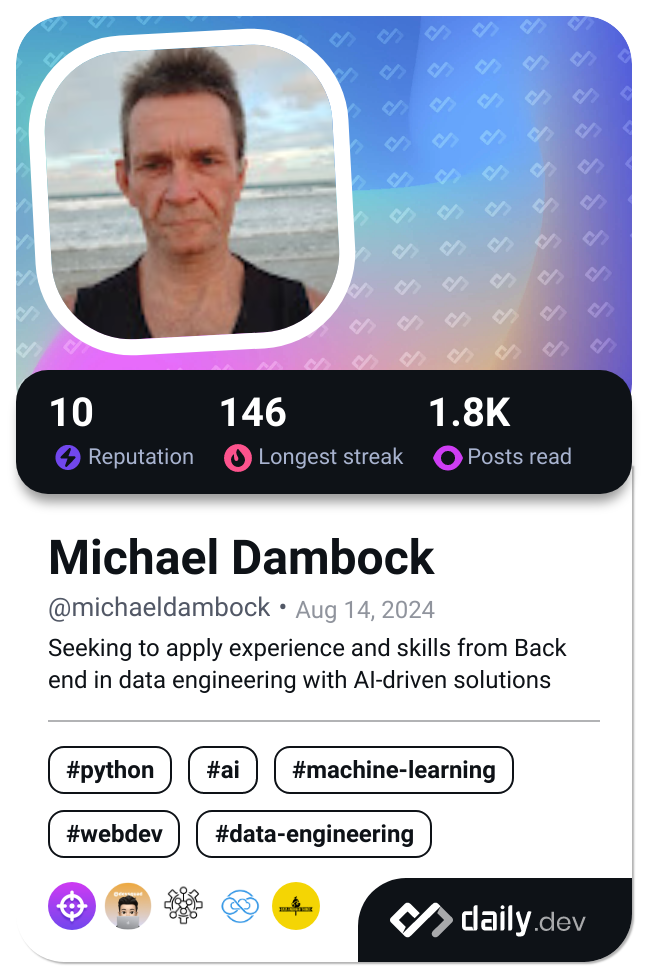 10 146 1.8K
Reputation Longest streak Posts read
Michael Dambock
@michaeldambock • Aug 14, 2024
Seeking to apply experience and skills from Back
end in data engineering with AI-driven solutions
#python #ai #machine-learning
#webdev #data-engineering
daily.dev